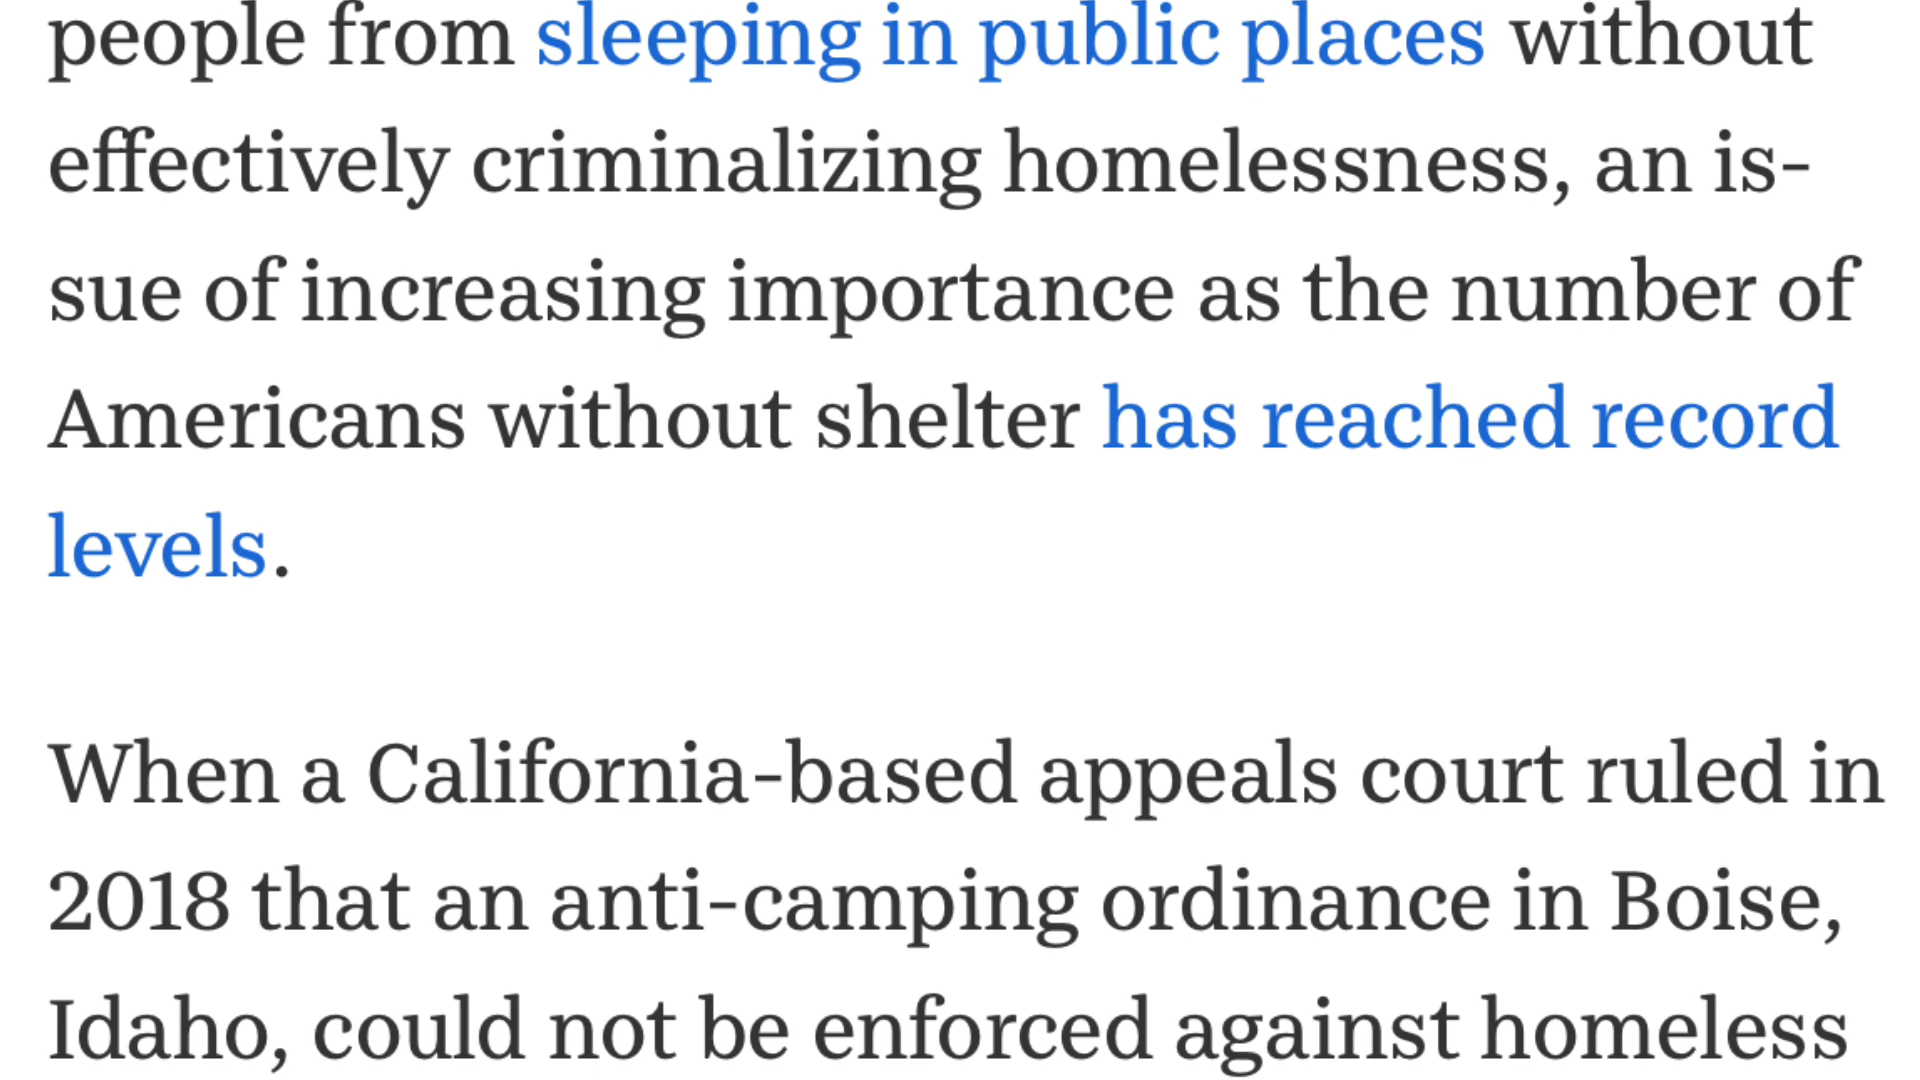 people from sleeping in public places without
effectively criminalizing homelessness, an is-
sue of increasing importance as the number of
Americans without shelter has reached record
levels.
When a California-based appeals court ruled in
2018 that an anti-camping ordinance in Boise,
Idaho, could not be enforced against homeless